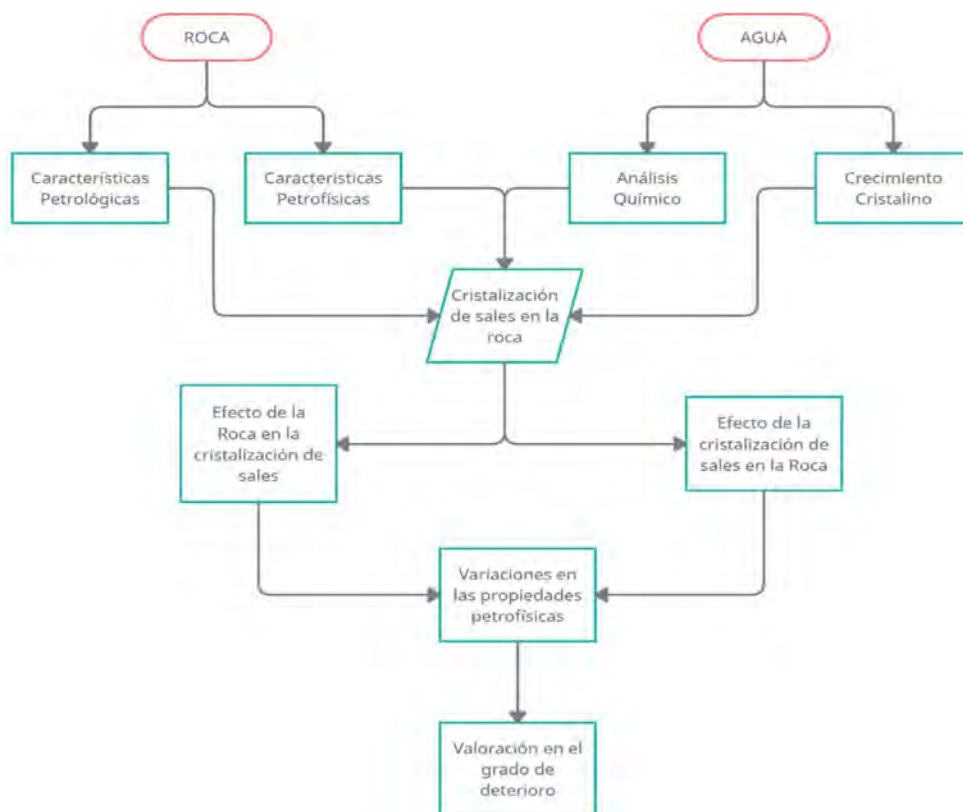 ROCA
AGUA
Características
Petrológicas
Caracteristicas
Petrofísicas
Análisis
Químico
Crecimiento
Cristalino
Cristalización
de sales en la
roca
Efecto de la
Roca en la
cristalización de
sales
Efecto de la
cristalización de
sales en la Roca
Variaciones en
las propiedades
petrofísicas
Valoración en el
grado de
deterioro